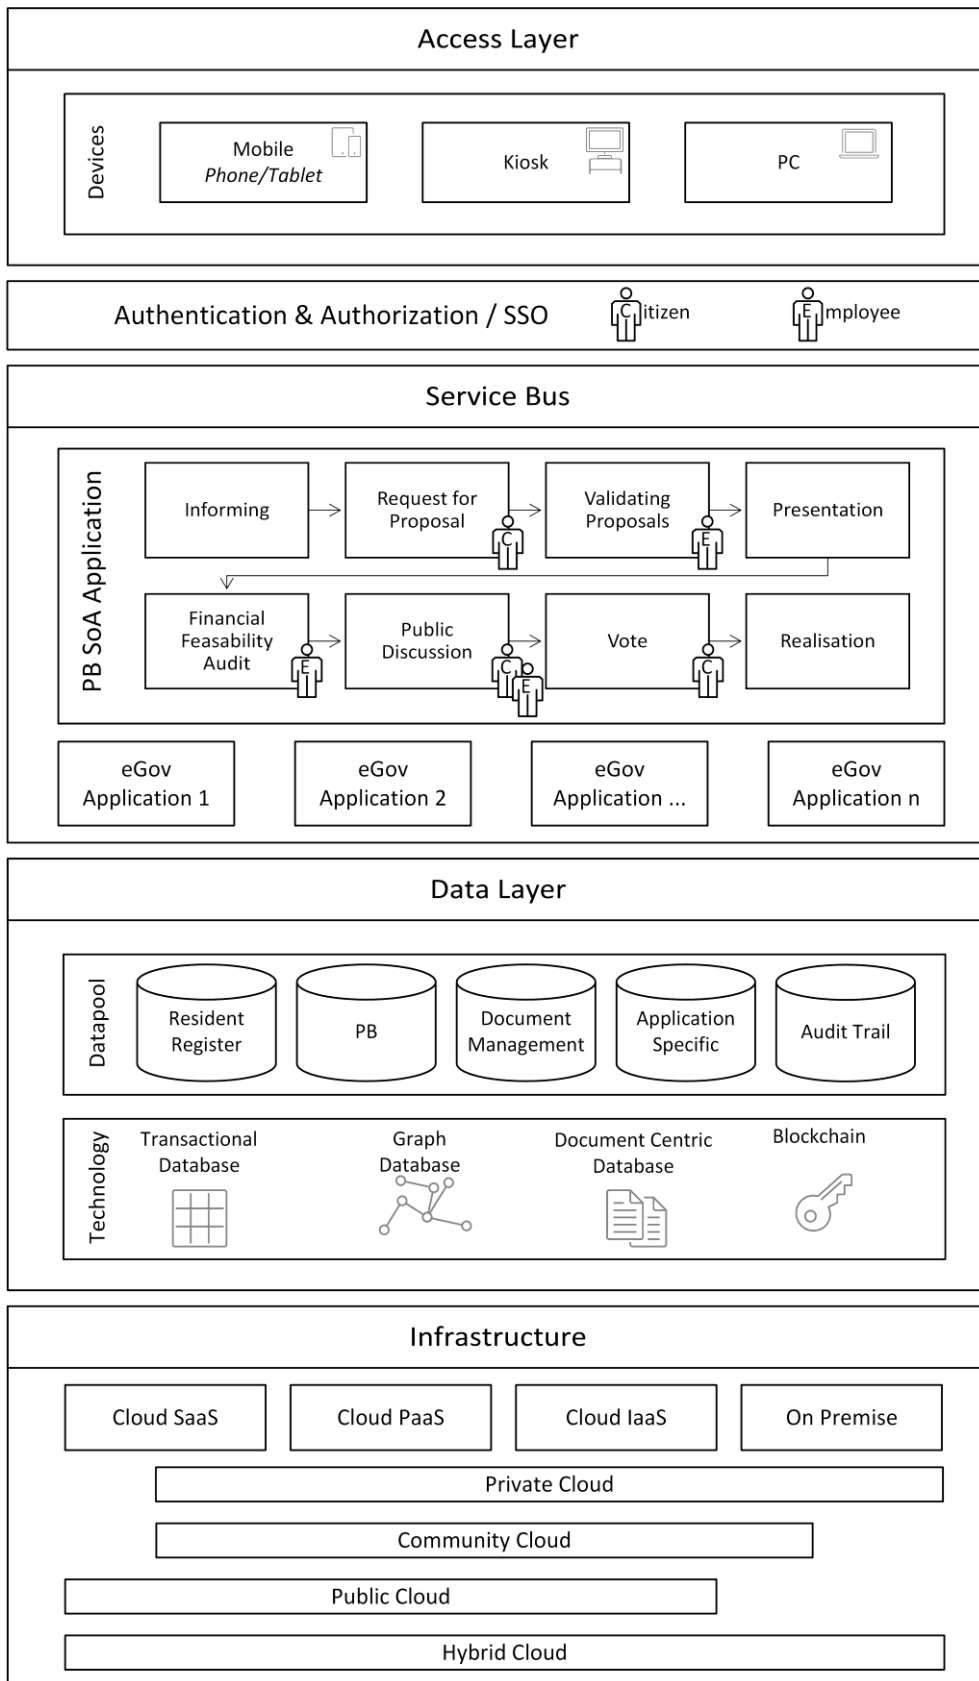 Access Layer
Devices
Mobile
Phone/Tablet
Kiosk
PC
Authentication & Authorization / SSO
Citizen
Employee
Service Bus
PB SoA Application
Informing
Request for
Proposal
C
Validating
Proposals
E
Presentation
Financial
Feasability
Audit
E
Public
Discussion
C
E
Vote
C
Realisation
eGov
Application 1
eGov
Application 2
eGov
Application ...
eGov
Application n
Data Layer
Datapool
Resident
Register
PB
Document
Management
Application
Specific
Audit Trail
Technology
Transactional
Database
Graph
Database
Document Centric
Database
Blockchain
Infrastructure
Cloud SaaS
Cloud PaaS
Cloud IaaS
On Premise
Private Cloud
Community Cloud
Public Cloud
Hybrid Cloud